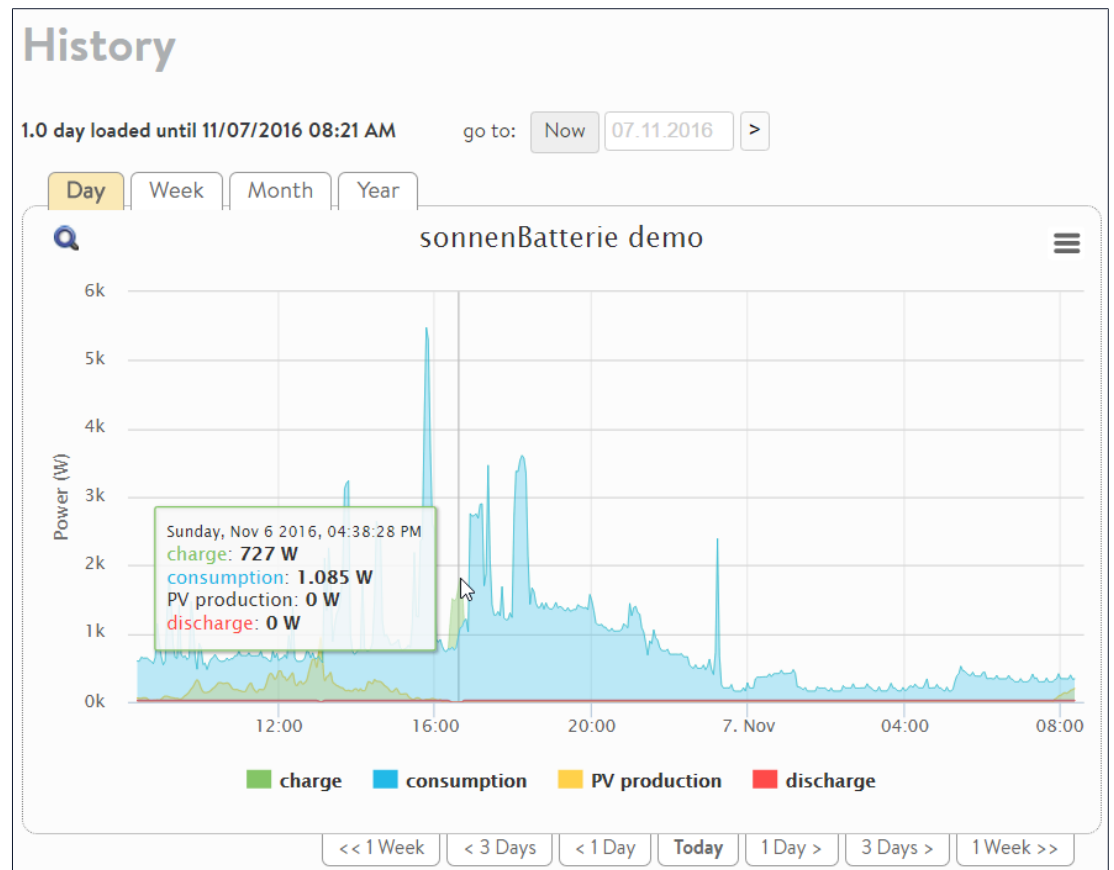 History
1.0 day loaded until 11/07/2016 08:21 AM go to: Now 07.11.2016 >
Day Week Month Year
sonnenBatterie demo
6k
5k
4k
3k
2k
1k
0k
Power (W)
Sunday, Nov 6 2016, 04:38:28 PM
charge: 727 W
consumption: 1.085 W
PV production: 0 W
discharge: 0 W
12:00 16:00 20:00 7. Nov 04:00 08:00
charge consumption PV production discharge
<< 1 Week < 3 Days < 1 Day Today 1 Day > 3 Days > 1 Week >>